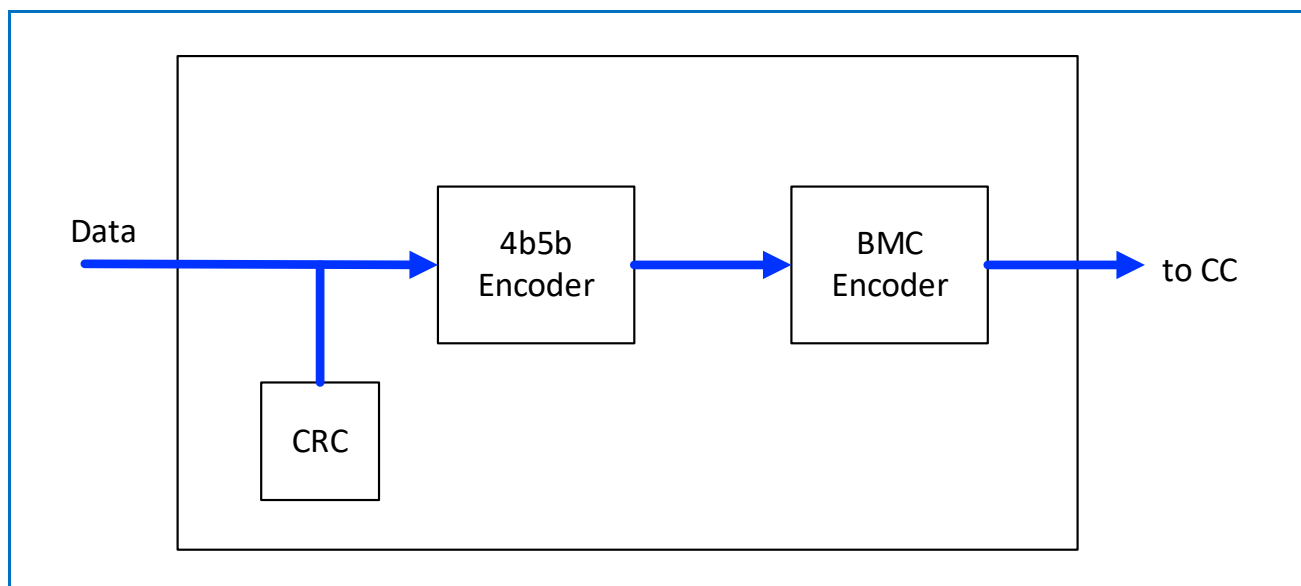 Data
4b5b
Encoder
BMC
Encoder
to CC
CRC